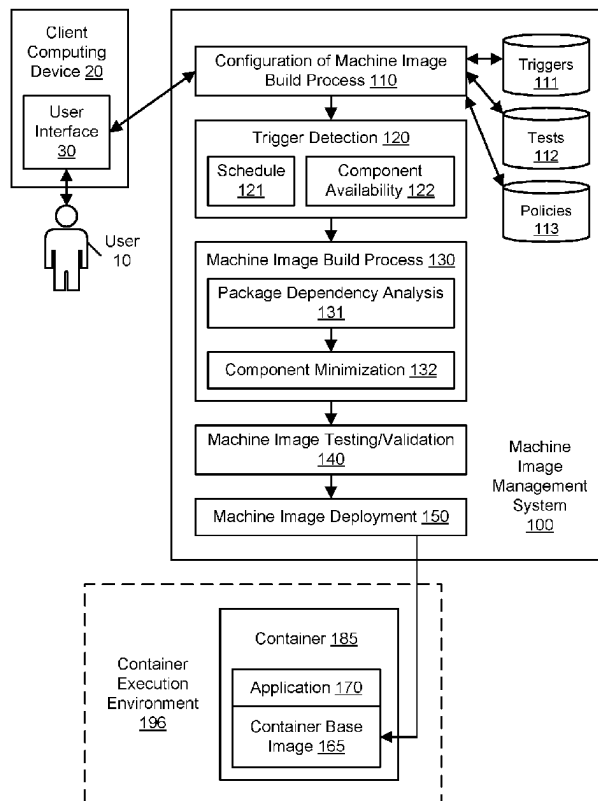 Client
Computing
Device 20
User
Interface
30
User
10
Configuration of Machine Image
Build Process 110
Triggers
111
Tests
112
Policies
113
Trigger Detection 120
Schedule
121
Component
Availability 122
Machine Image Build Process 130
Package Dependency Analysis
131
Component Minimization 132
Machine Image Testing/Validation
140
Machine Image Deployment 150
Machine
Image
Management
System
100
Container
Execution
Environment
196
Container 185
Application 170
Container Base
Image 165